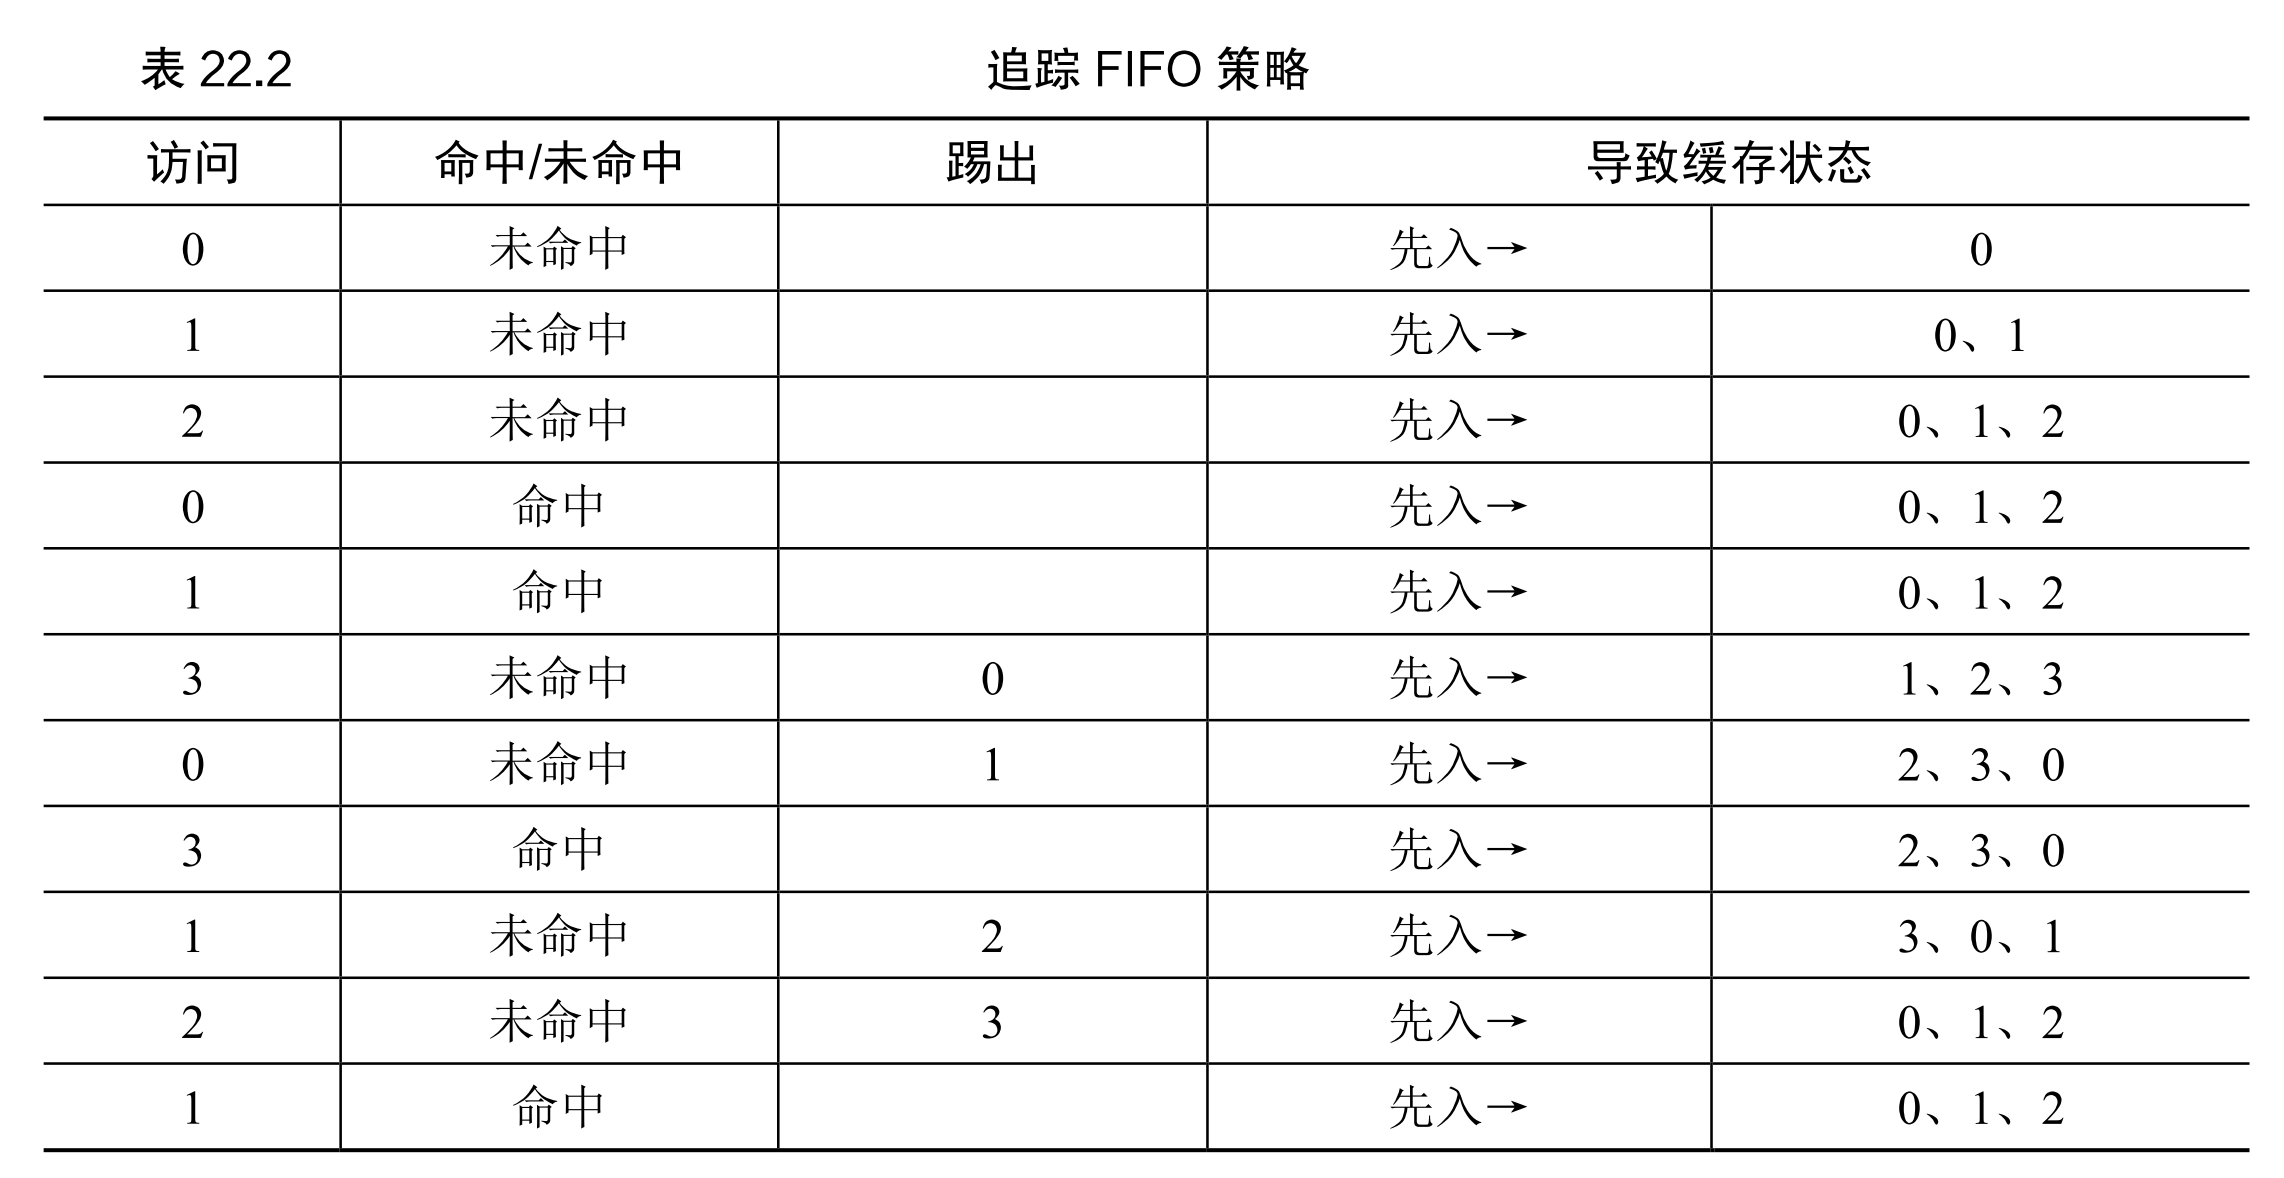 表 22.2 追踪 FIFO 策略
访问 命中/未命中 踢出 导致缓存状态
0 未命中 先入→ 0
1 未命中 先入→ 0、1
2 未命中 先入→ 0、1、2
0 命中 先入→ 0、1、2
1 命中 先入→ 0、1、2
3 未命中 0 先入→ 1、2、3
0 未命中 1 先入→ 2、3、0
3 命中 先入→ 2、3、0
1 未命中 2 先入→ 3、0、1
2 未命中 3 先入→ 0、1、2
1 命中 先入→ 0、1、2